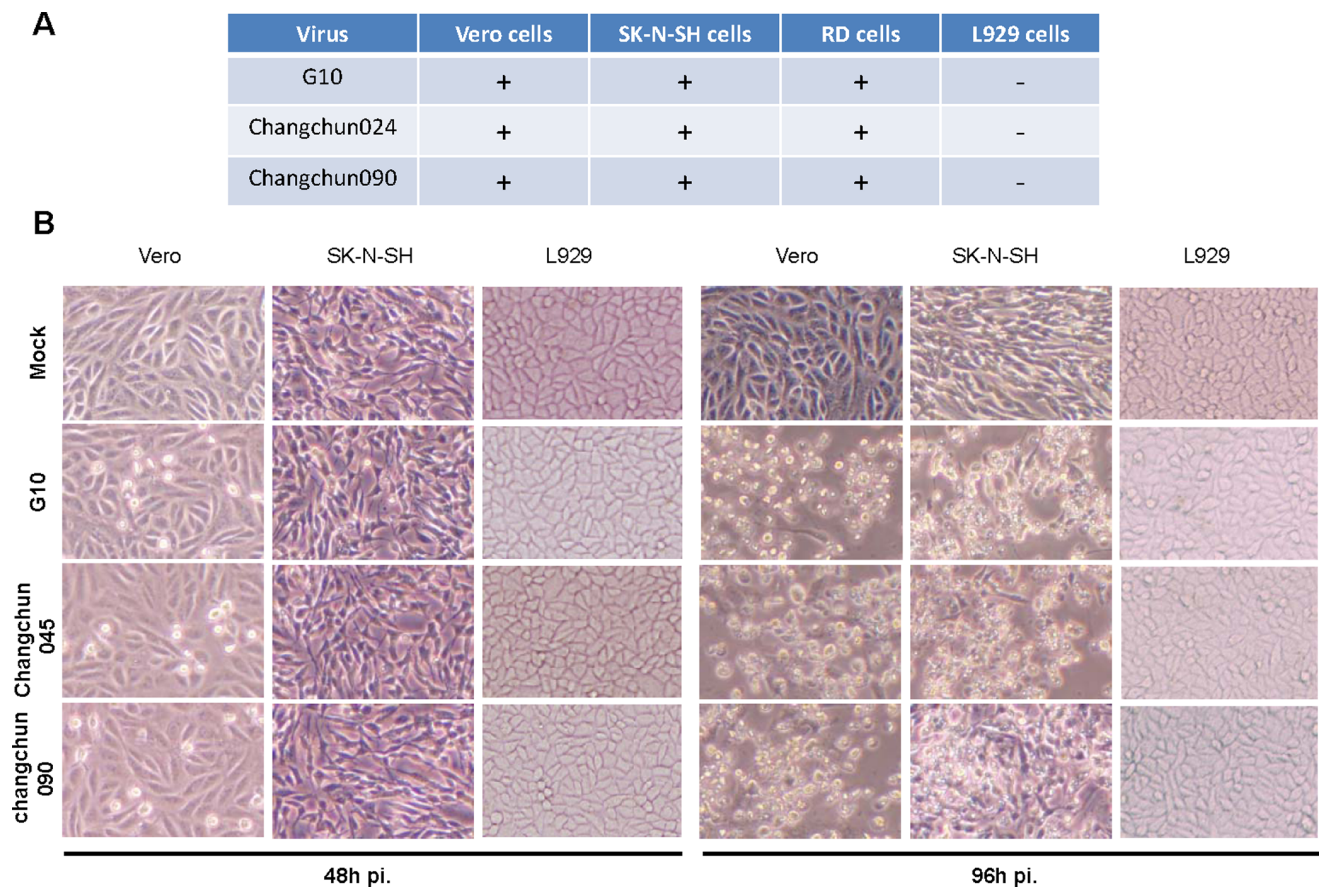 A
Virus Vero cells SK-N-SH cells RD cells L929 cells
G10 + + + -
Changchun024 + + + -
Changchun090 + + + -
B
Vero SK-N-SH L929 Vero SK-N-SH L929
Mock
G10
Changchun
045
changchun
090
48h pi. 96h pi.